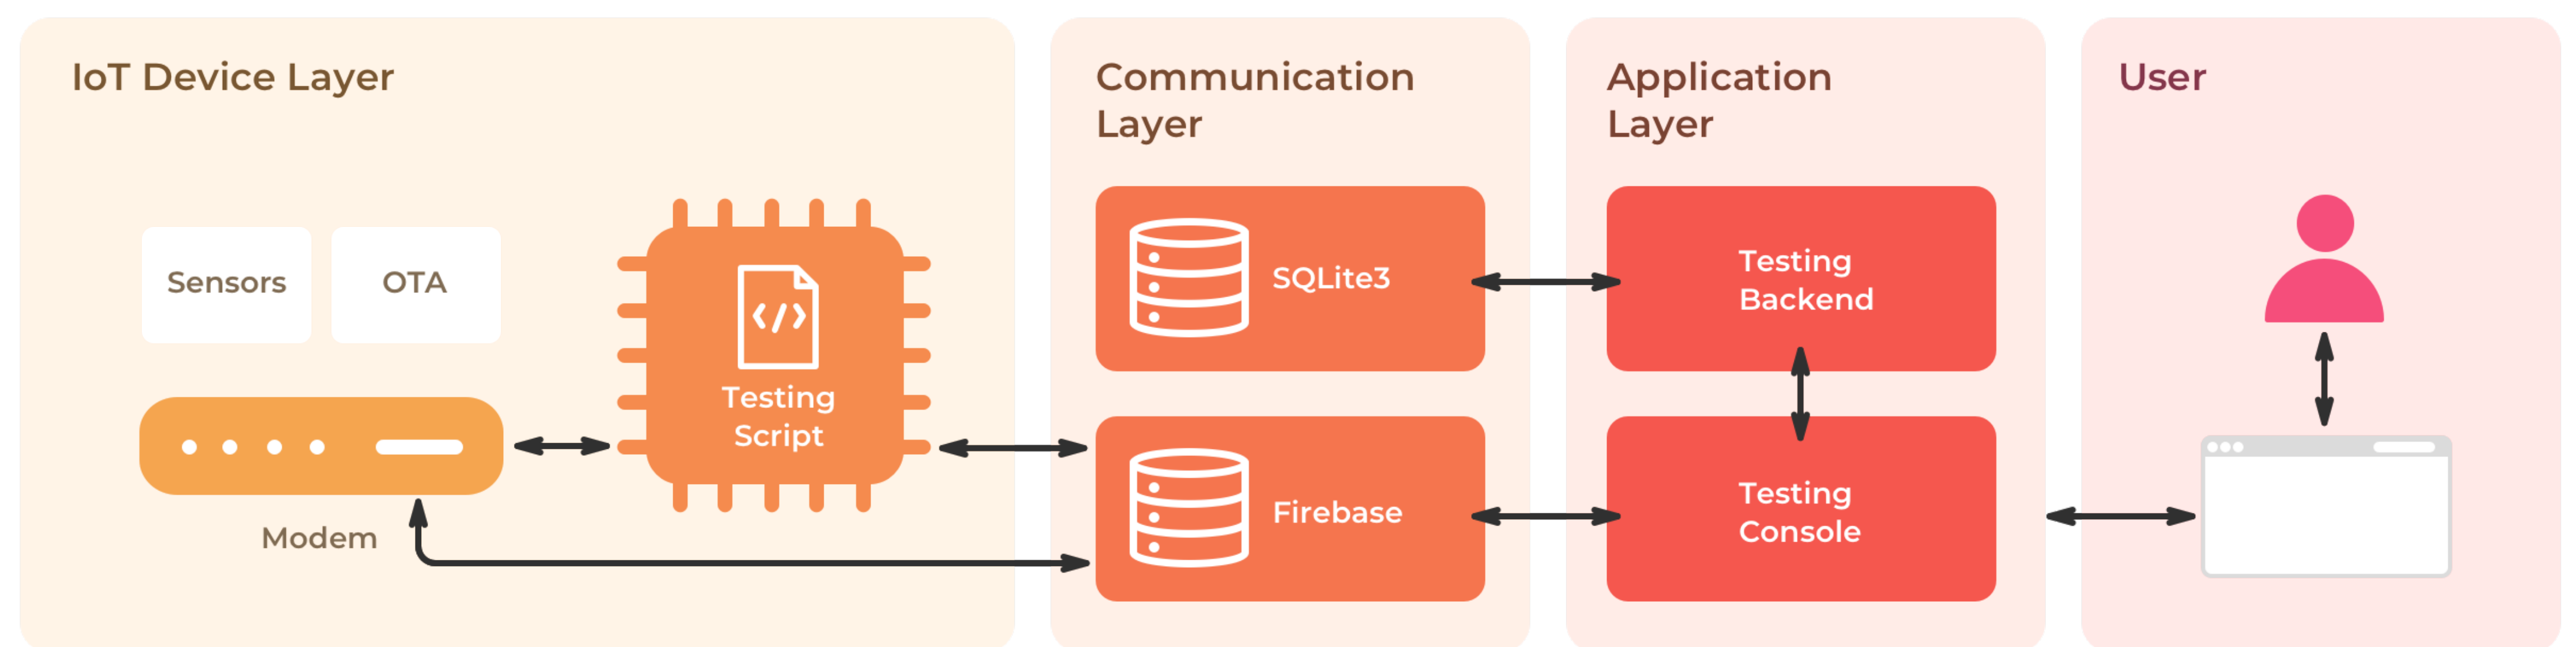 IoT Device Layer
Sensors
OTA
Modem
</>
Testing
Script
Communication
Layer
SQLite3
Firebase
Application
Layer
Testing
Backend
Testing
Console
User